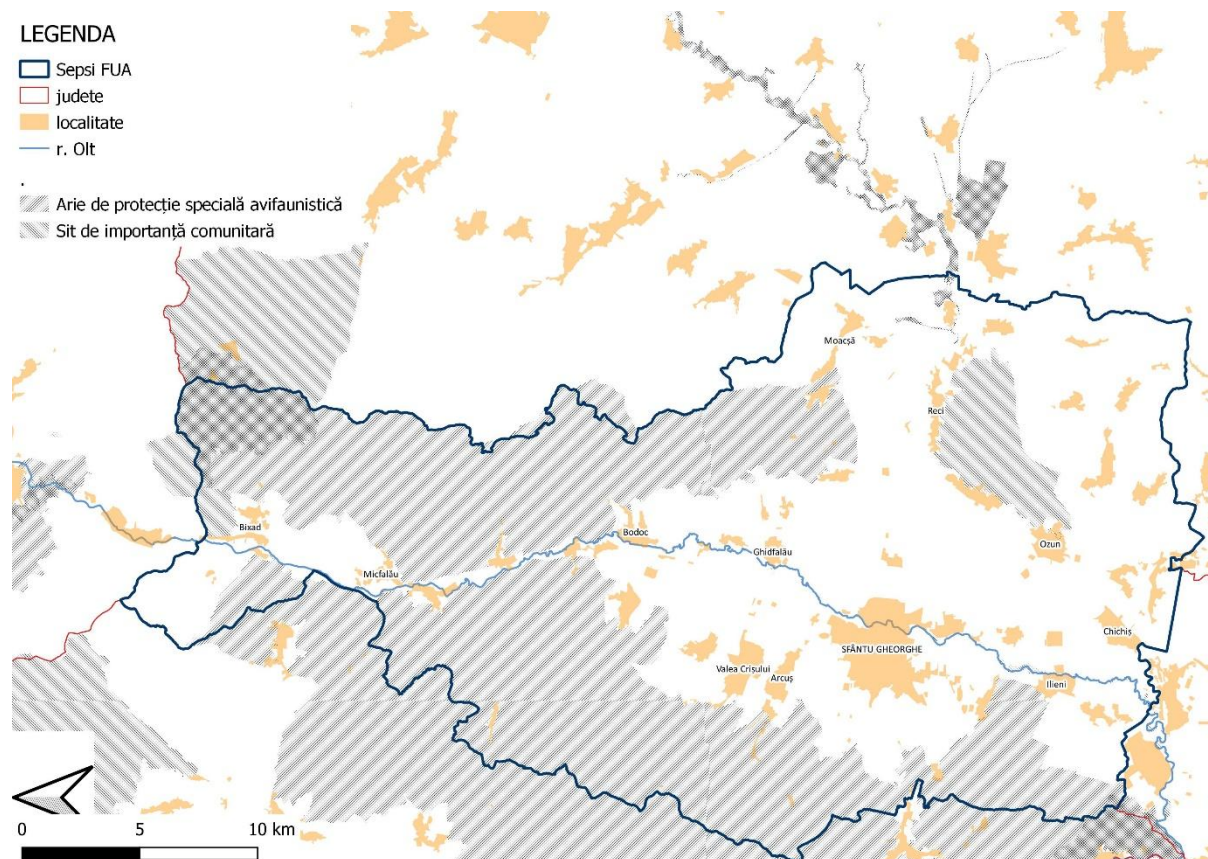 LEGENDA
Sepsi FUA
judete
localitate
r. Olt
.
Arie de protecție specială avifaunistică
Sit de importanță comunitară
Moacșă
Reci
Bixad
Bodoc
Ozun
Ghidfalău
Micfalău
Chichiș
SFÂNTU GHEORGHE
Valea Crișului
Arcuș
Ilieni
0 5 10 km